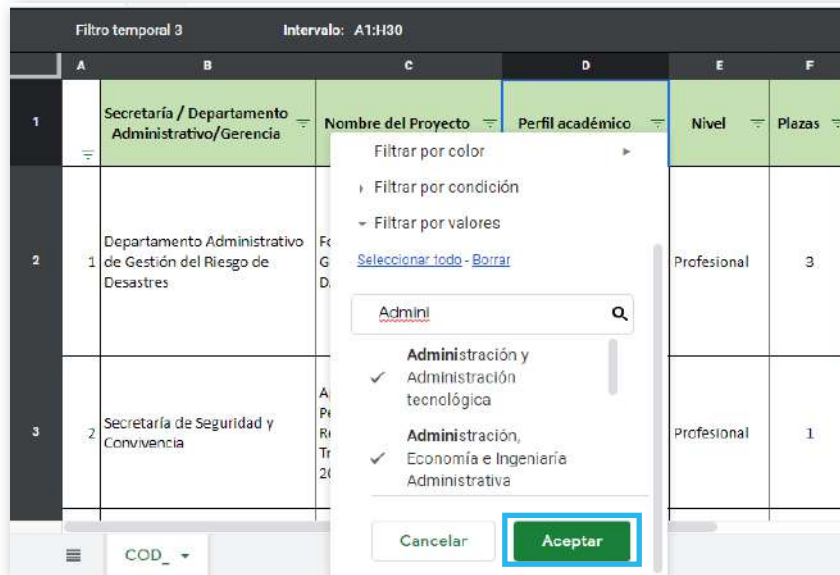 Filtro temporal 3 Intervalo: A1:H30
A B C D E F
1 Secretaría / Departamento Administrativo/Gerencia Nombre del Proyecto Perfil académico Nivel Plazas
Filtrar por color
Filtrar por condición
Filtrar por valores
Seleccionar todo - Borrar
Admini
Administración y
Administración
tecnológica
Administración,
Economía e Ingeniaría
Administrativa
Cancelar Aceptar
2 1 Departamento Administrativo
de Gestión del Riesgo de
Desastres
Profesional 3
3 2 Secretaría de Seguridad y
Convivencia
Profesional 1
COD_